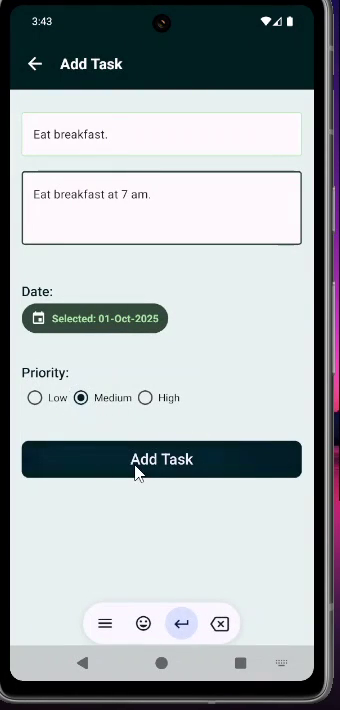 3:43
Add Task
Eat breakfast.
Eat breakfast at 7 am.
Date:
Selected: 01-Oct-2025
Priority:
Low Medium High
Add Task